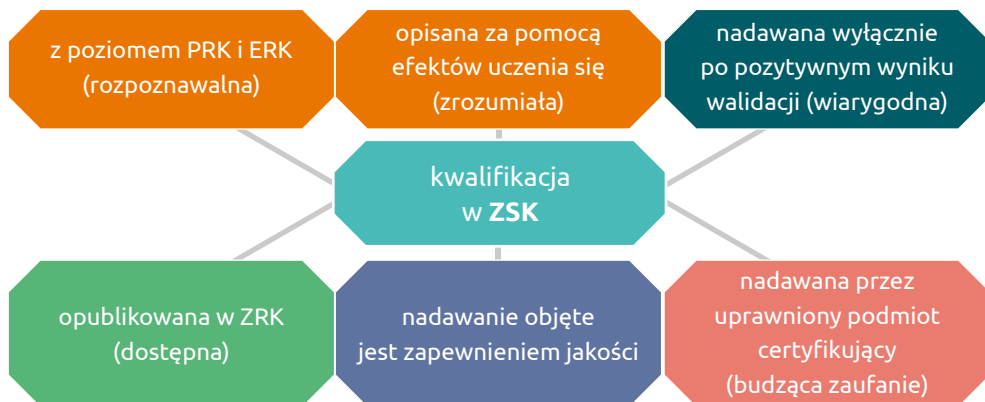 z poziomem PRK i ERK
(rozpoznawalna)
opisana za pomocą
efektów uczenia się
(zrozumiała)
nadawana wyłącznie
po pozytywnym wyniku
walidacji (wiarygodna)
kwalifikacja
w ZSK
opublikowana w ZRK
(dostępna)
nadawanie objęte
jest zapewnieniem jakości
nadawana przez
uprawniony podmiot
certyfikujący
(budząca zaufanie)